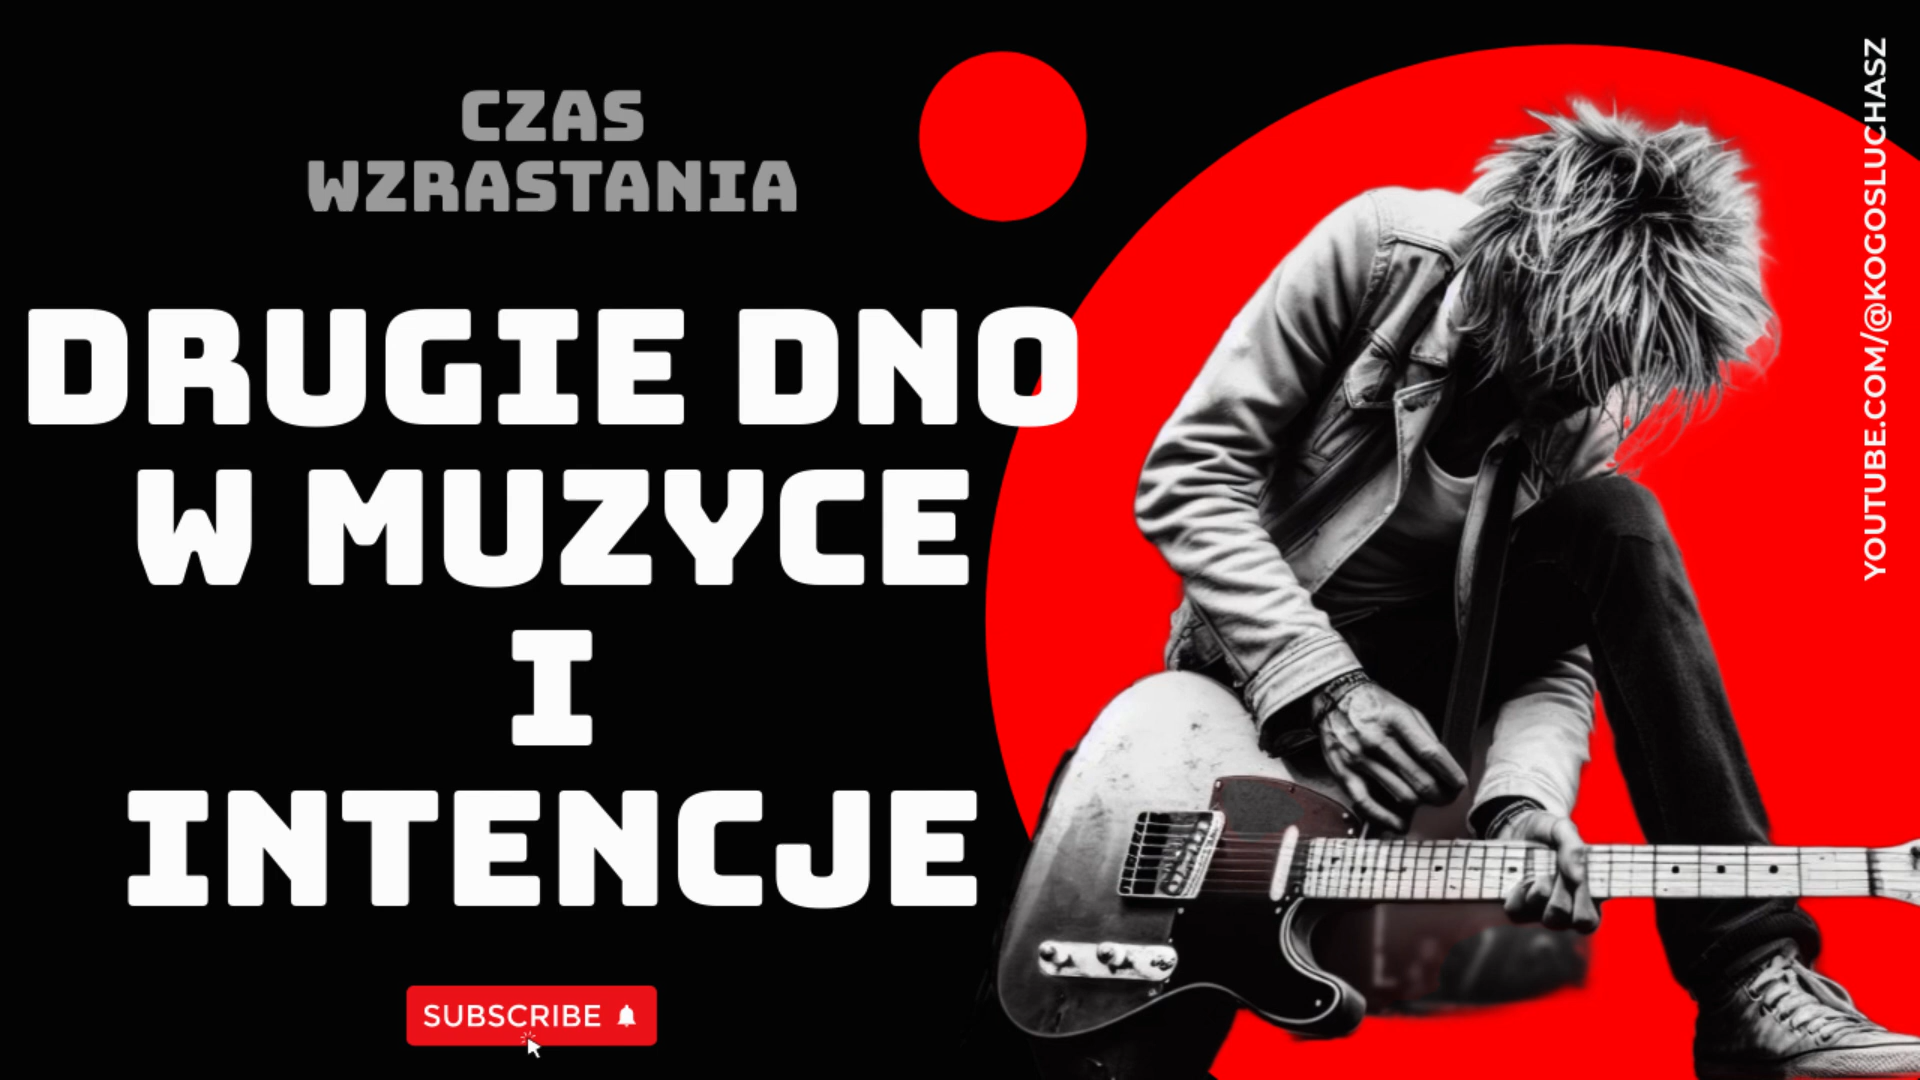 CZAS
WZRASTANIA
DRUGIE DNO
W MUZYCE
I
INTENCJE
SUBSCRIBE
YOUTUBE.COM/@KOGOSLUCHASZ